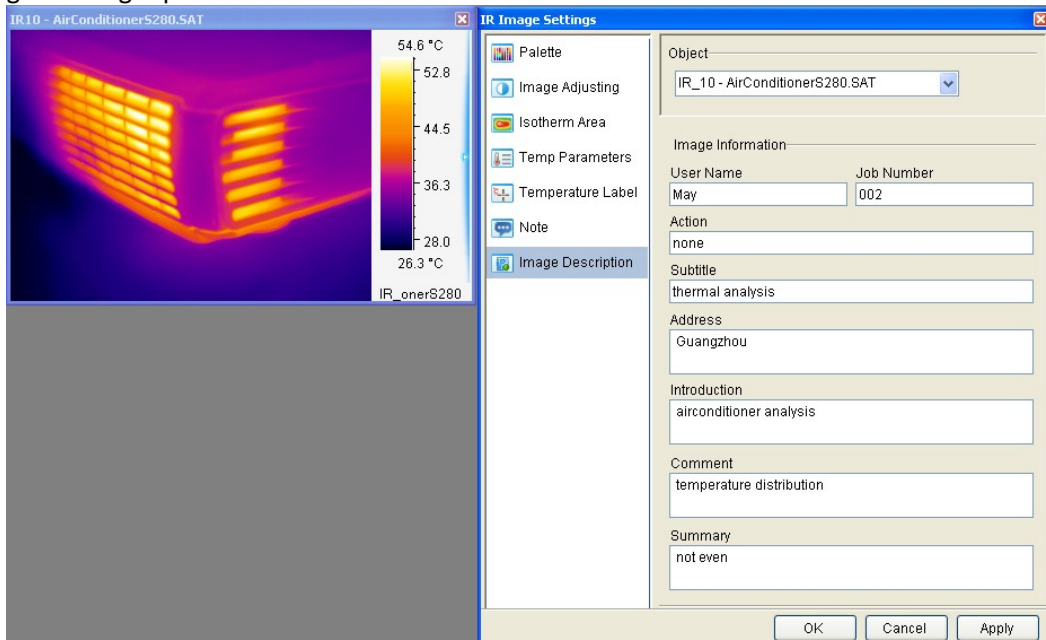 IR10 - AirConditionerS280.SAT
54.6 °C
52.8
44.5
36.3
28.0
26.3 °C
IR_onerS280
IR Image Settings
Palette
Image Adjusting
Isotherm Area
Temp Parameters
Temperature Label
Note
Image Description
Object
IR_10 - AirConditionerS280.SAT
Image Information
User Name
Job Number
May
002
Action
none
Subtitle
thermal analysis
Address
Guangzhou
Introduction
airconditioner analysis
Comment
temperature distribution
Summary
not even
OK
Cancel
Apply